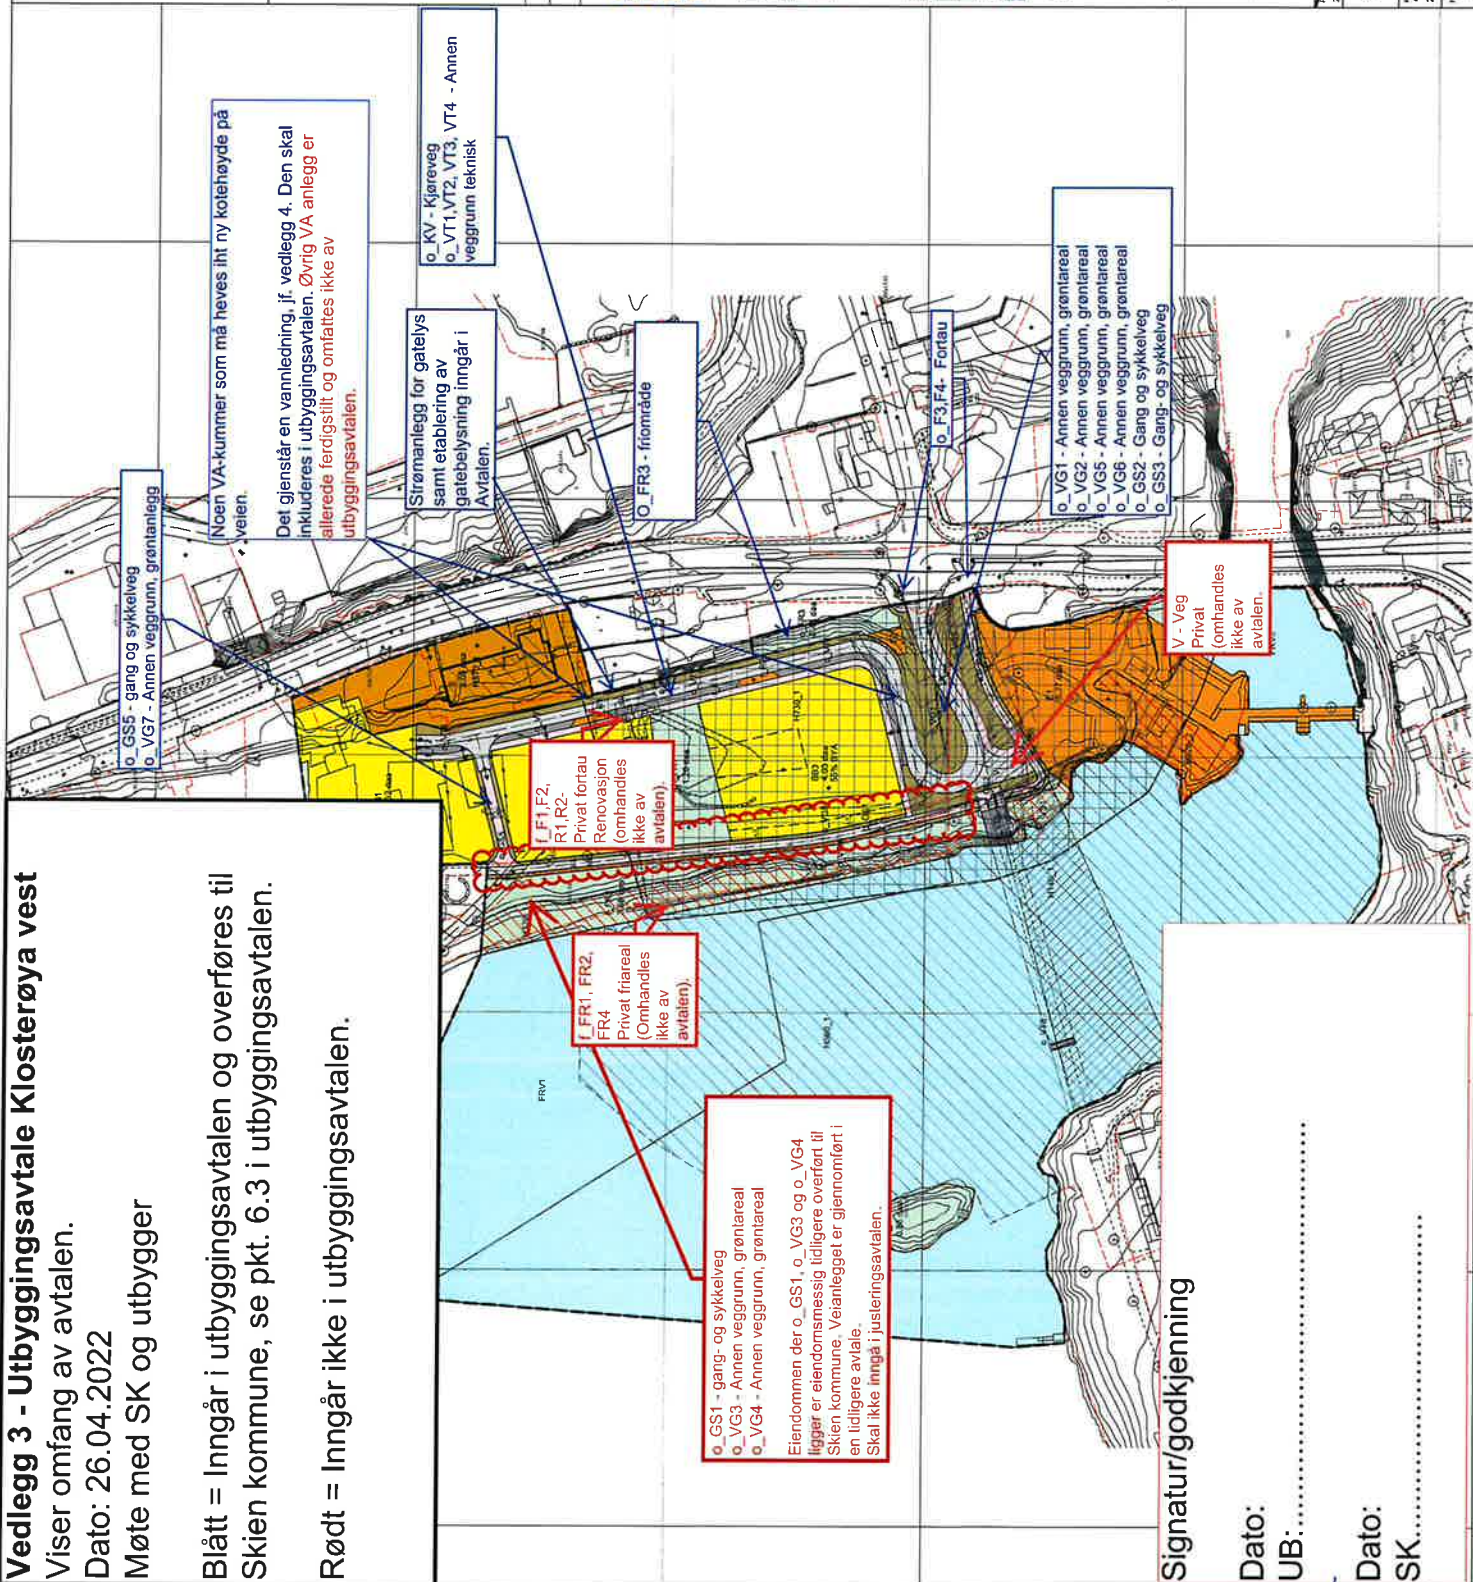 Vedlegg 3 - Utbyggingsavtale Klosterøya vest
Viser omfang av avtalen.
Dato: 26.04.2022
Møte med SK og utbygger
Blått = Inngår i utbyggingsavtalen og overføres til
Skien kommune, se pkt. 6.3 i utbyggingsavtalen.
Rødt = Inngår ikke i utbyggingsavtalen.
o_GS5 - gang og sykkelveg
o_VG7 - Annen veggrunn, grøntanlegg
Noen VA-kummer som må heves iht ny kotehøyde på
veien.
Det gjenstår en vannledning, jf. vedlegg 4. Den skal
inkluderes i utbyggingsavtalen. Øvrig VA anlegg er
allerede ferdigstilt og omfattes ikke av
utbyggingsavtalen.
Strømanlegg for gatelys
samt etablering av
gatebelysning inngår i
Avtalen.
o_KV - Kjøreveg
o_VT1,VT2, VT3, VT4 - Annen
veggrunn teknisk
o_FR3 - friområde
o_F3,F4- Fortau
o_VG1 - Annen veggrunn, grøntareal
o_VG2 - Annen veggrunn, grøntareal
o_VG5 - Annen veggrunn, grøntareal
o_VG6 - Annen veggrunn, grøntareal
o_GS2 - Gang og sykkelveg
o_GS3 - Gang- og sykkelveg
f_F1,F2,
R1,R2-
Privat fortau
Renovasjon
(omhandles
ikke av
avtalen).
f_FR1, FR2,
FR4
Privat friareal
(Omhandles
ikke av
avtalen).
V - Veg
Privat
(omhandles
ikke av
avtalen.
o_GS1 - gang- og sykkelveg
o_VG3 - Annen veggrunn, grøntareal
o_VG4 - Annen veggrunn, grøntareal
Eiendommen der o_GS1, o_VG3 og o_VG4
ligger er eiendomsmessig tidligere overført til
Skien kommune. Veianlegget er gjennomført i
en tidligere avtale.
Skal ikke inngå i justeringsavtalen.
FRV1
H560_1
H730_1
Signatur/godkjenning
Dato:
UB:.................................
Dato:
SK.................................